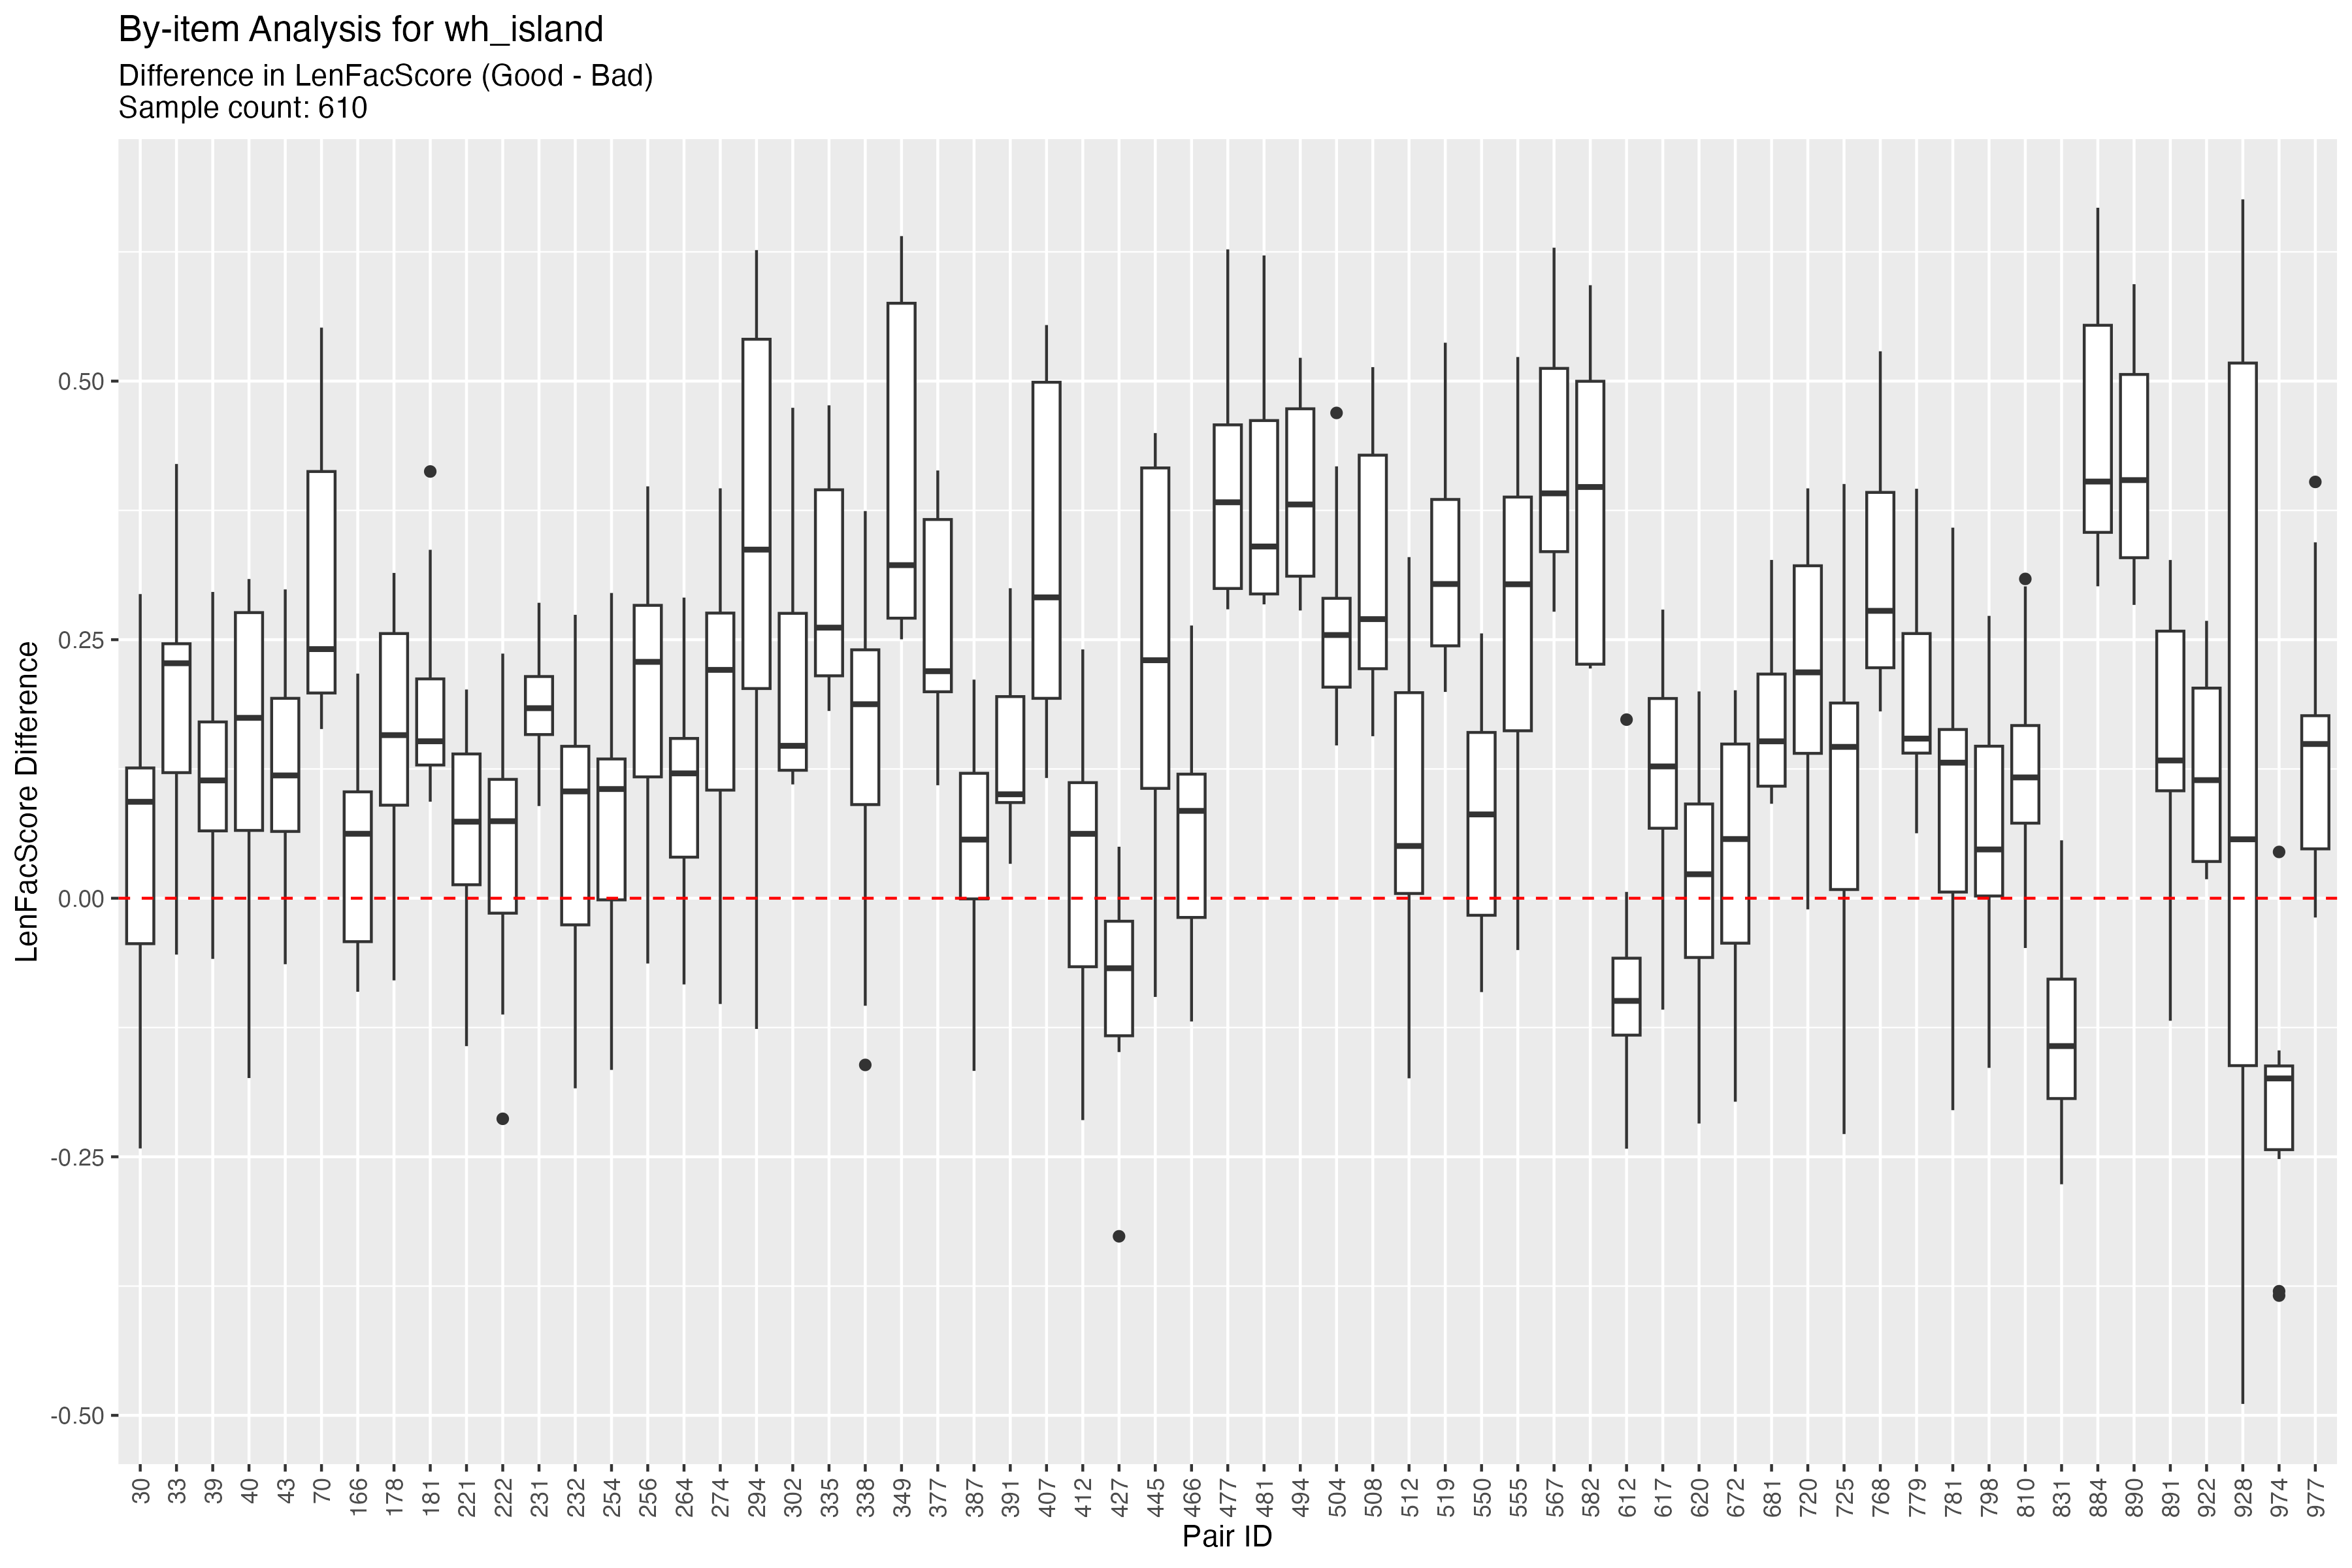 By-item Analysis for wh_island
Difference in LenFacScore (Good - Bad)
Sample count: 610
LenFacScore Difference
0.50
0.25
0.00
-0.25
-0.50
30 33 39 40 43 70 166 178 181 221 222 231 232 254 256 264 274 294 302 335 338 349 377 387 391 407 412 427 445 466 477 481 494 504 508 512 519 550 555 567 582 612 617 620 672 681 720 725 768 779 781 798 810 831 884 890 891 922 928 974 977
Pair ID